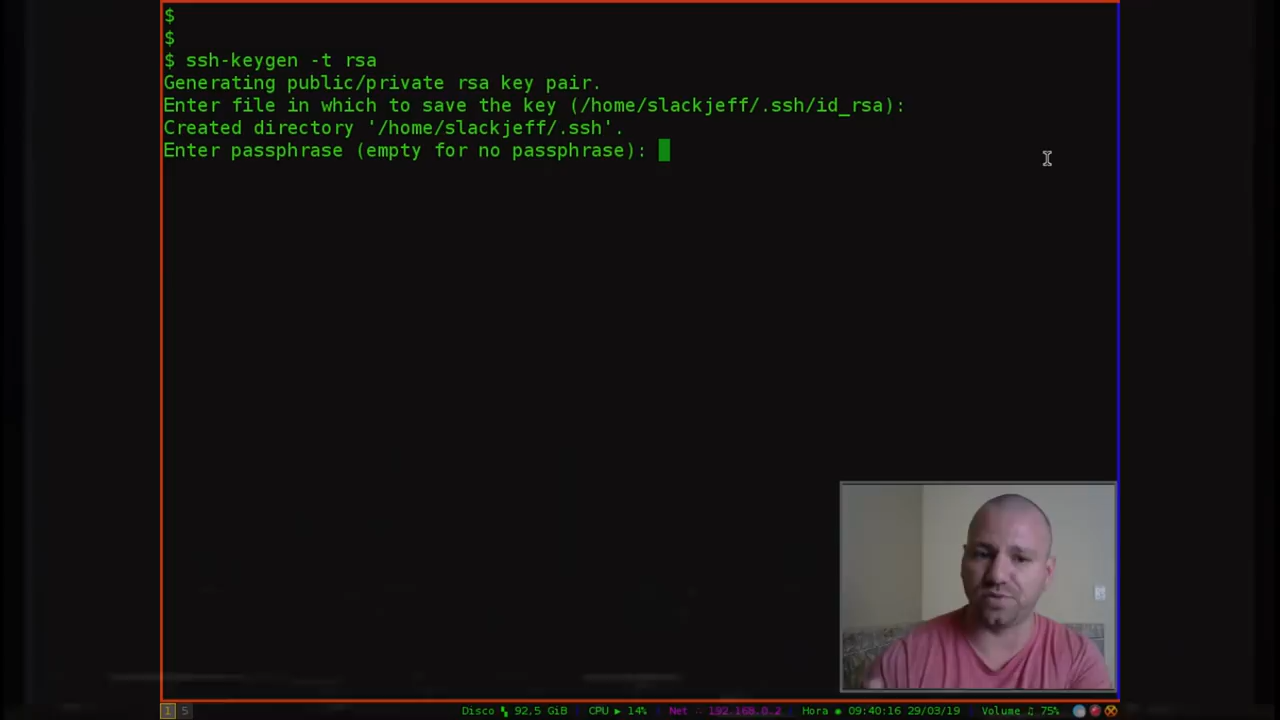 $
$
$ ssh-keygen -t rsa
Generating public/private rsa key pair.
Enter file in which to save the key (/home/slackjeff/.ssh/id_rsa):
Created directory '/home/slackjeff/.ssh'.
Enter passphrase (empty for no passphrase):
1 5 Disco 92,5 GiB CPU ▶ 14% Net 192.168.0.2 Hora ◉ 09:40:16 29/03/19 Volume ♫ 75%